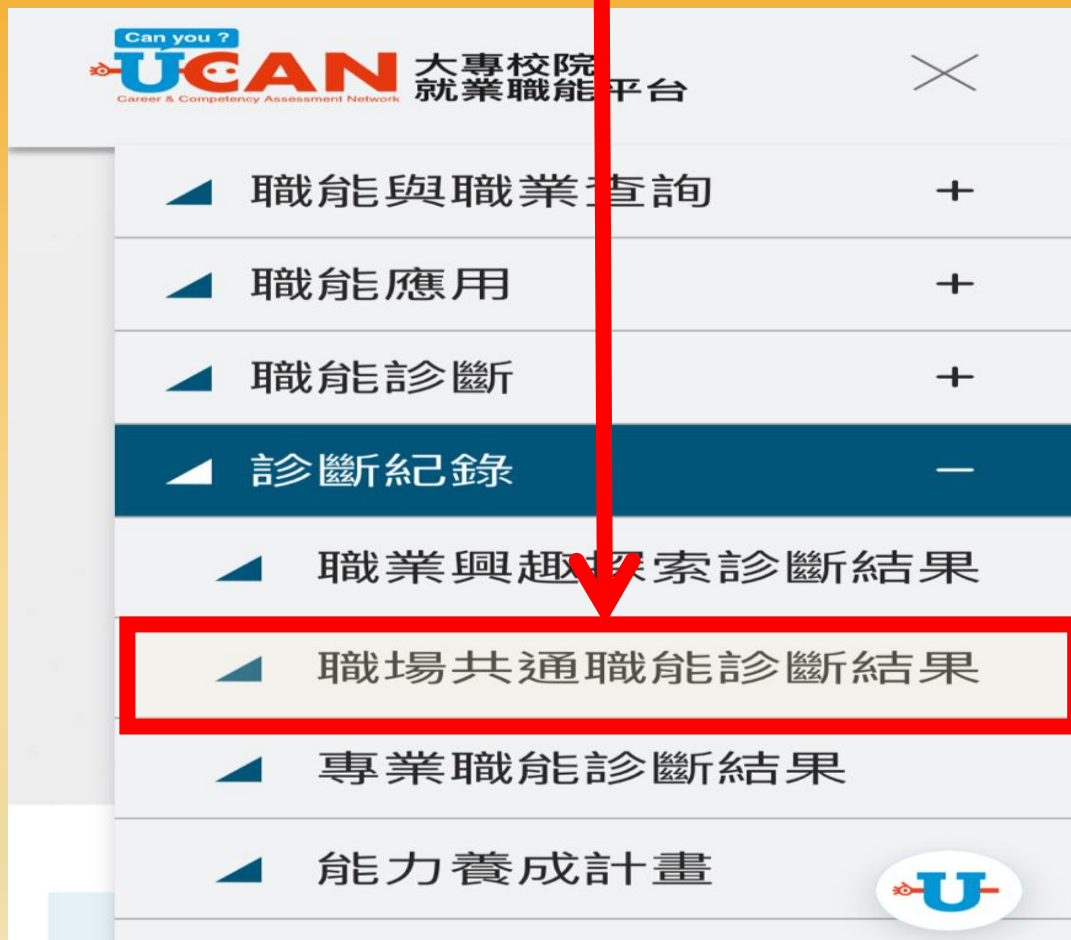 Can you ?
UCAN
Career & Competency Assessment Network
大專校院
就業職能平台
職能與職業查詢
職能應用
職能診斷
診斷紀錄
職業興趣探索診斷結果
職場共通職能診斷結果
專業職能診斷結果
能力養成計畫
U